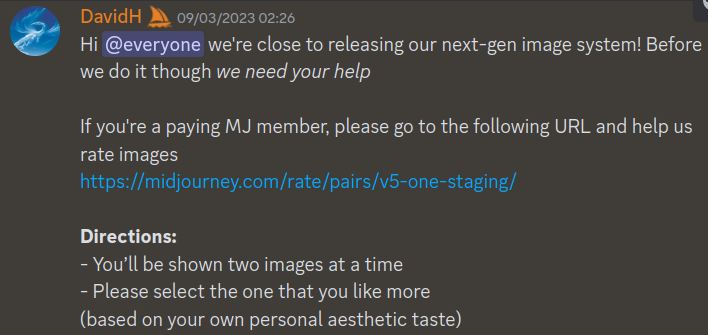 DavidH 09/03/2023 02:26
Hi @everyone we're close to releasing our next-gen image system! Before
we do it though we need your help
If you're a paying MJ member, please go to the following URL and help us
rate images
https://midjourney.com/rate/pairs/v5-one-staging/
Directions:
- You’ll be shown two images at a time
- Please select the one that you like more
(based on your own personal aesthetic taste)